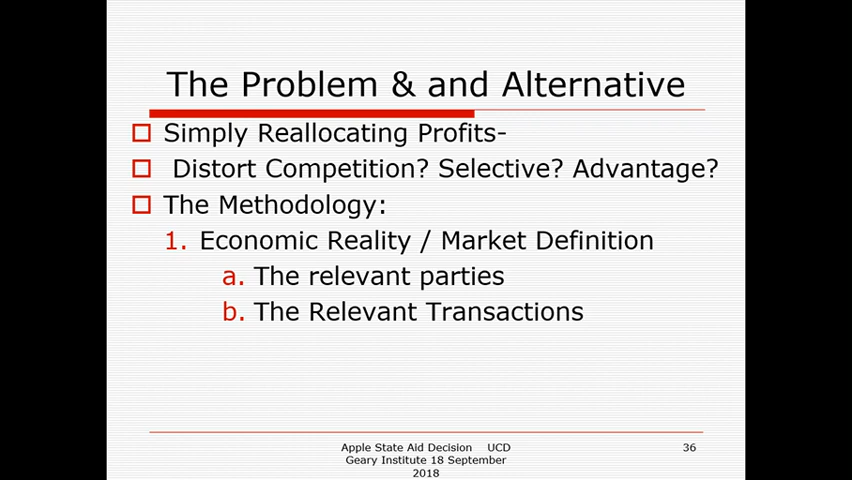 The Problem & and Alternative
Simply Reallocating Profits-
Distort Competition? Selective? Advantage?
The Methodology:
1. Economic Reality / Market Definition
a. The relevant parties
b. The Relevant Transactions
Apple State Aid Decision UCD
Geary Institute 18 September
2018
36